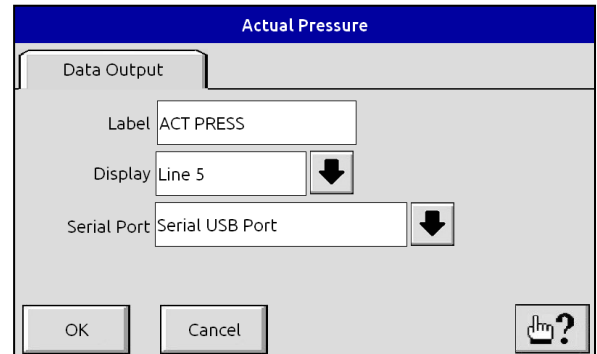 Actual Pressure
Data Output
Label ACT PRESS
Display Line 5
Serial Port Serial USB Port
OK Cancel ?